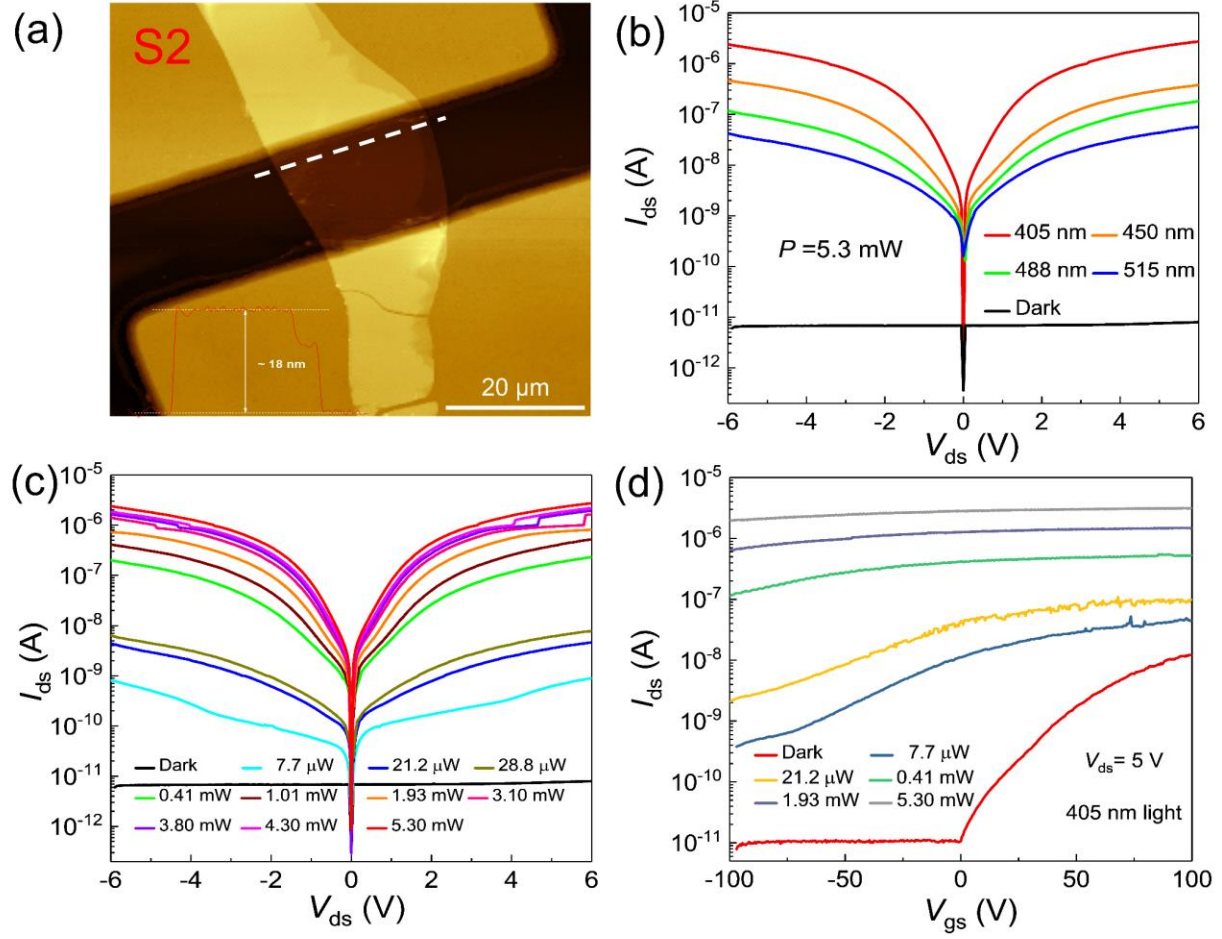 (a)
S2
~ 18 nm
20 μm
(b)
10⁻⁵
10⁻⁶
10⁻⁷
10⁻⁸
10⁻⁹
10⁻¹⁰
10⁻¹¹
10⁻¹²
I_ds (A)
P =5.3 mW
405 nm 450 nm
488 nm 515 nm
Dark
-6 -4 -2 0 2 4 6
V_ds (V)
(c)
10⁻⁵
10⁻⁶
10⁻⁷
10⁻⁸
10⁻⁹
10⁻¹⁰
10⁻¹¹
10⁻¹²
I_ds (A)
Dark 7.7 μW 21.2 μW 28.8 μW
0.41 mW 1.01 mW 1.93 mW 3.10 mW
3.80 mW 4.30 mW 5.30 mW
-6 -4 -2 0 2 4 6
V_ds (V)
(d)
10⁻⁵
10⁻⁶
10⁻⁷
10⁻⁸
10⁻⁹
10⁻¹⁰
10⁻¹¹
I_ds (A)
Dark 7.7 μW
21.2 μW 0.41 mW
1.93 mW 5.30 mW
V_ds= 5 V
405 nm light
-100 -50 0 50 100
V_gs (V)